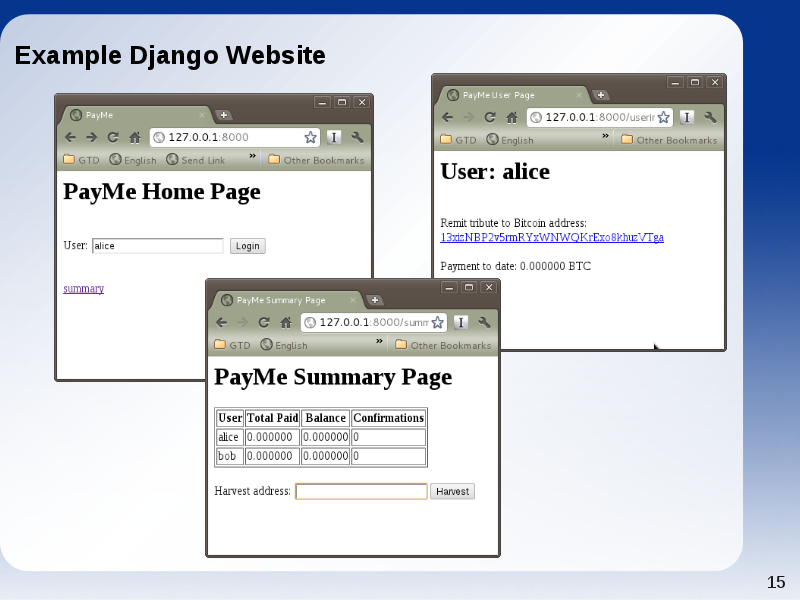 Example Django Website
PayMe
127.0.0.1:8000
GTD English Send Link » Other Bookmarks
PayMe Home Page
User: alice Login
summary
PayMe User Page
127.0.0.1:8000/userin
GTD English » Other Bookmarks
User: alice
Remit tribute to Bitcoin address:
13xizNBP2v5rmRYxWNWQKrExo8khuzVTga
Payment to date: 0.000000 BTC
PayMe Summary Page
127.0.0.1:8000/summ
GTD English » Other Bookmarks
PayMe Summary Page
User Total Paid Balance Confirmations
alice 0.000000 0.000000 0
bob 0.000000 0.000000 0
Harvest address: Harvest
15